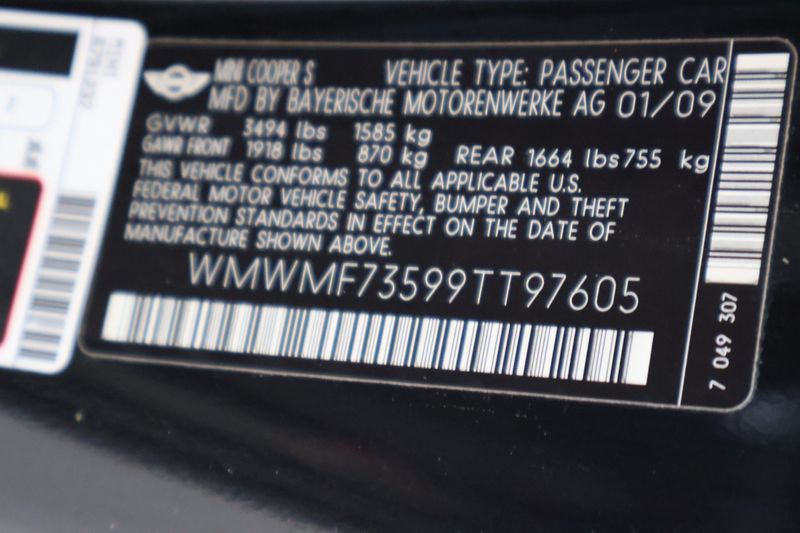 MINI COOPER S VEHICLE TYPE: PASSENGER CAR
MFD BY BAYERISCHE MOTORENWERKE AG 01/09
GVWR 3494 lbs 1585 kg
GAWR FRONT 1918 lbs 870 kg REAR 1664 lbs 755 kg
THIS VEHICLE CONFORMS TO ALL APPLICABLE U.S.
FEDERAL MOTOR VEHICLE SAFETY, BUMPER AND THEFT
PREVENTION STANDARDS IN EFFECT ON THE DATE OF
MANUFACTURE SHOWN ABOVE.
WMWMF73599TT97605
7 049 307